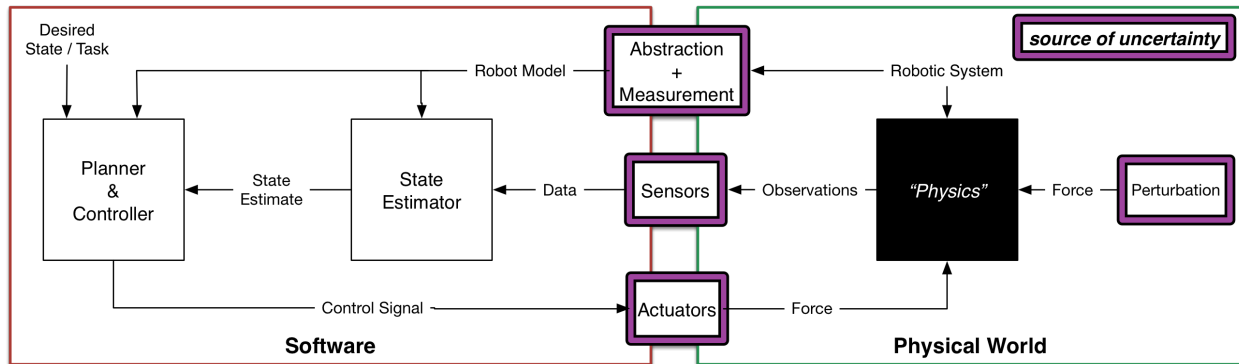 Desired
State / Task
Robot Model
Abstraction
+
Measurement
Robotic System
source of uncertainty
Planner
&
Controller
State
Estimate
State
Estimator
Data
Sensors
Observations
“Physics”
Force
Perturbation
Control Signal
Actuators
Force
Software
Physical World